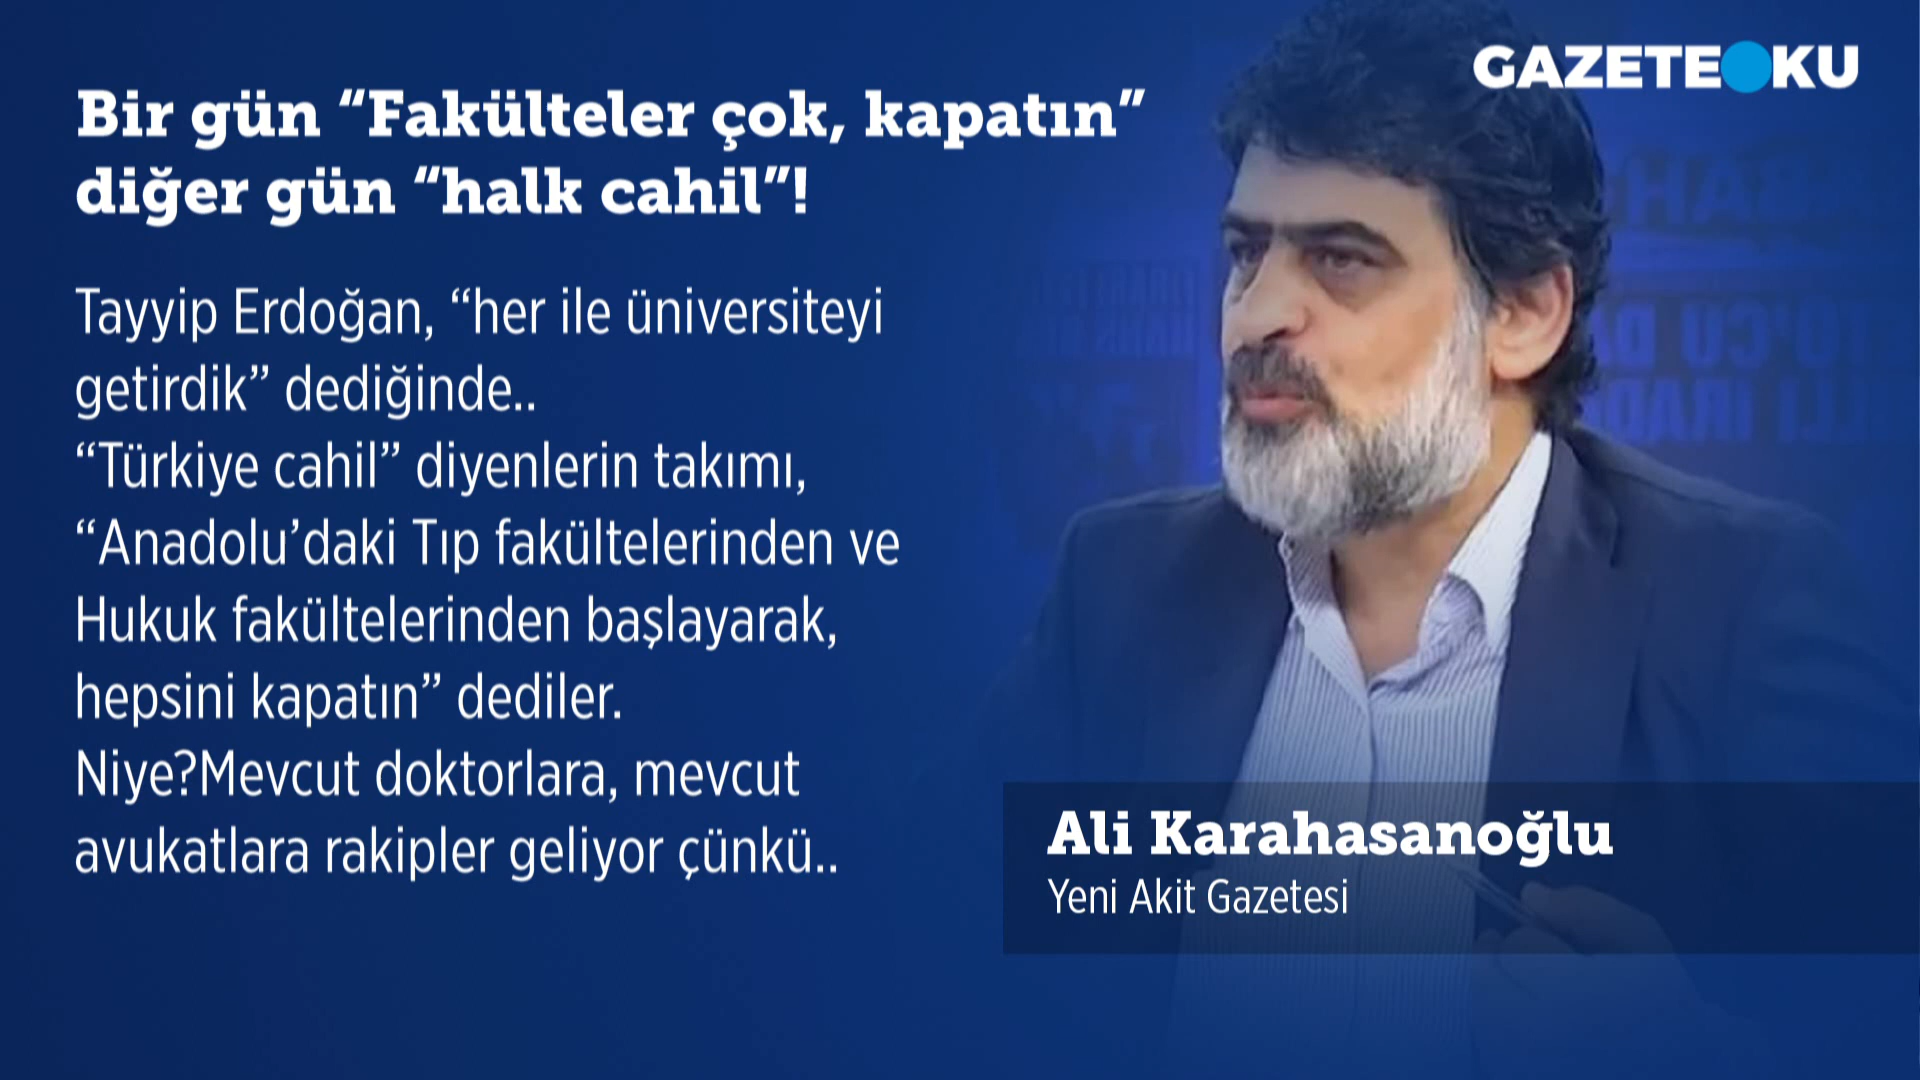 GAZETEOKU
Bir gün “Fakülteler çok, kapatın”
diğer gün “halk cahil”!
Tayyip Erdoğan, “her ile üniversiteyi
getirdik” dediğinde..
“Türkiye cahil” diyenlerin takımı,
“Anadolu’daki Tıp fakültelerinden ve
Hukuk fakültelerinden başlayarak,
hepsini kapatın” dediler.
Niye?Mevcut doktorlara, mevcut
avukatlara rakipler geliyor çünkü..
Ali Karahasanoğlu
Yeni Akit Gazetesi